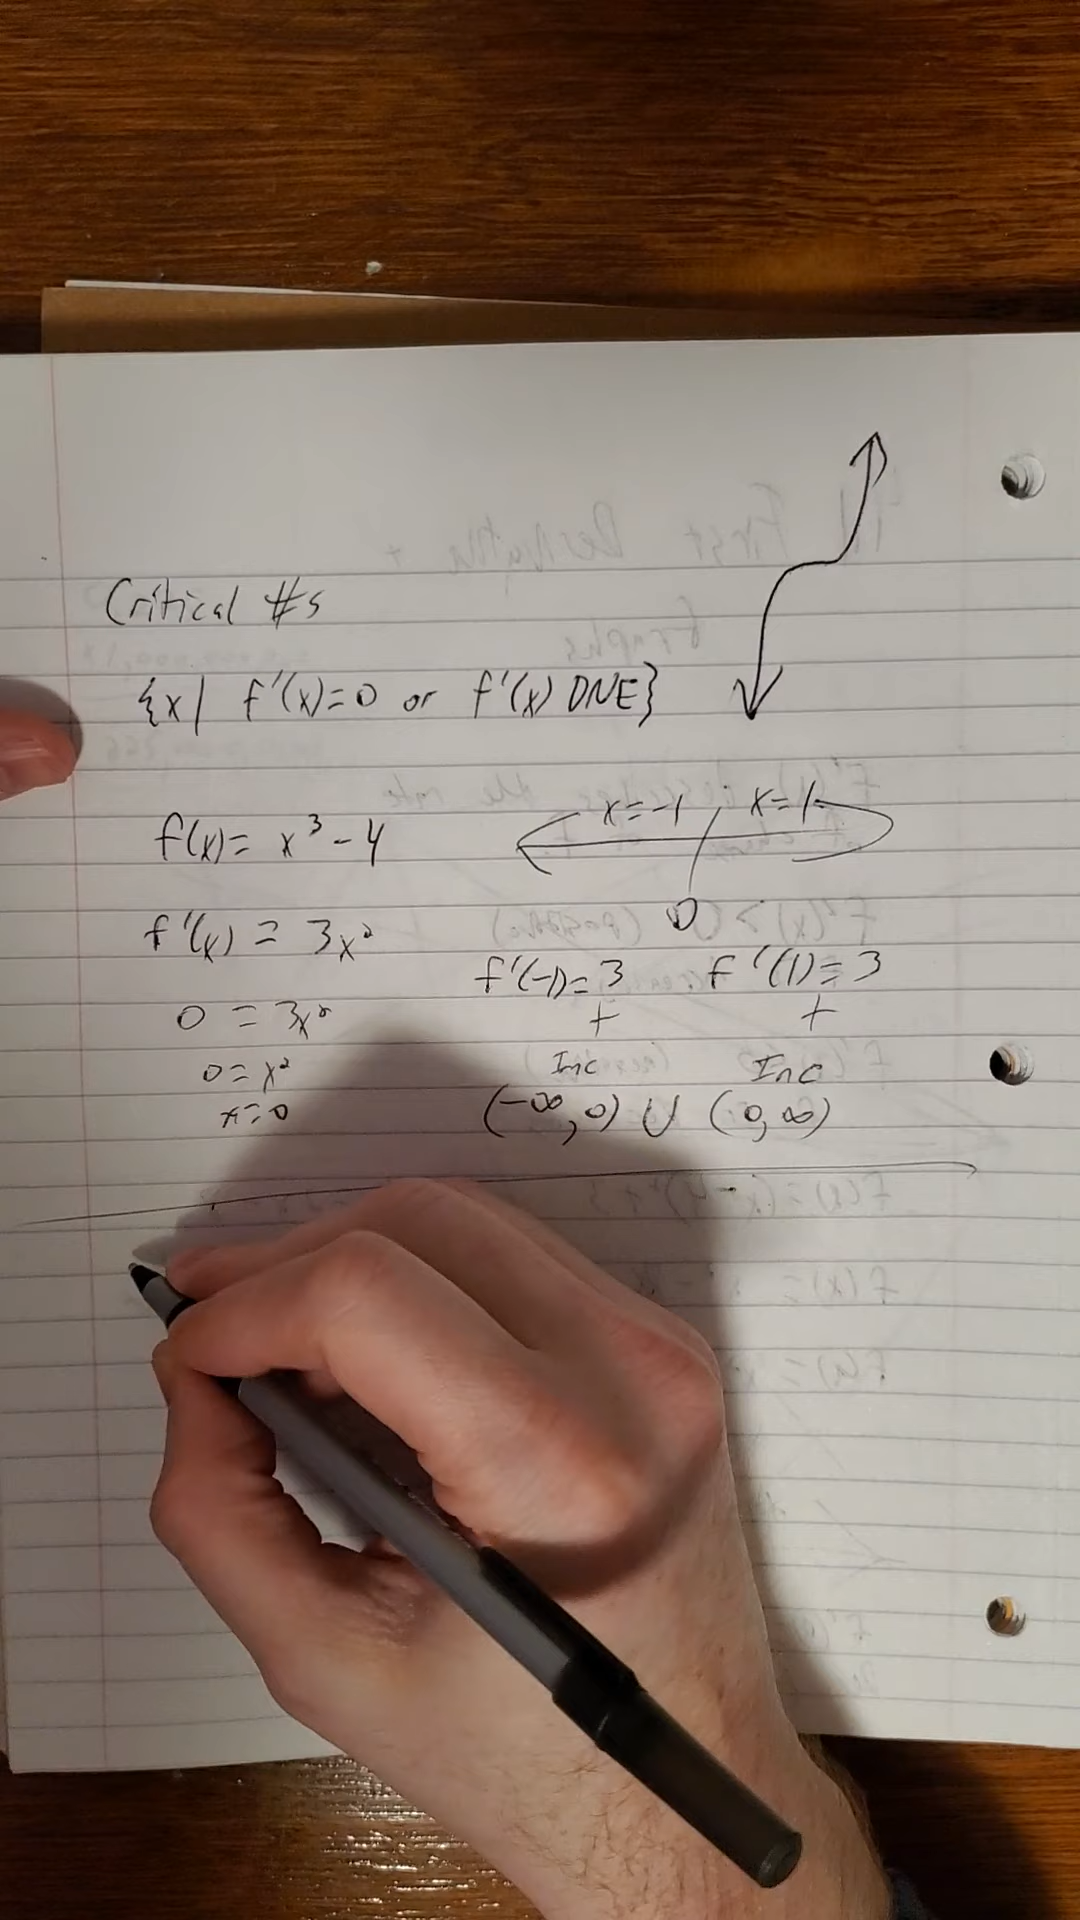 Critical #s
{x| f'(x)=0 or f'(x) DNE}
x=-1 x=1
f(x)= x³-4
0
f'(x) = 3x²
f'(-1)=3 f'(1)=3
0 = 3x²
+ +
0=x²
Inc Inc
x=0
(-∞,0) ∪ (0,∞)